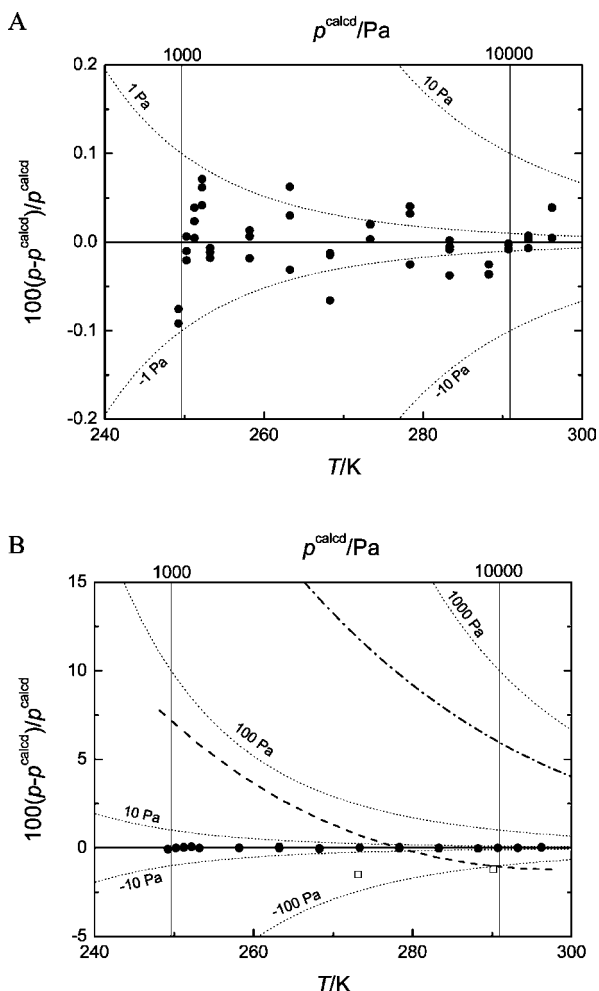 A
p^calcd/Pa
1000 10000
0.2
0.1
0.0
-0.1
-0.2
100(p-p^calcd)/p^calcd
1 Pa
10 Pa
-1 Pa
-10 Pa
240 260 280 300
T/K
B
p^calcd/Pa
1000 10000
15
10
5
0
-5
100(p-p^calcd)/p^calcd
1000 Pa
100 Pa
10 Pa
-10 Pa
-100 Pa
240 260 280 300
T/K